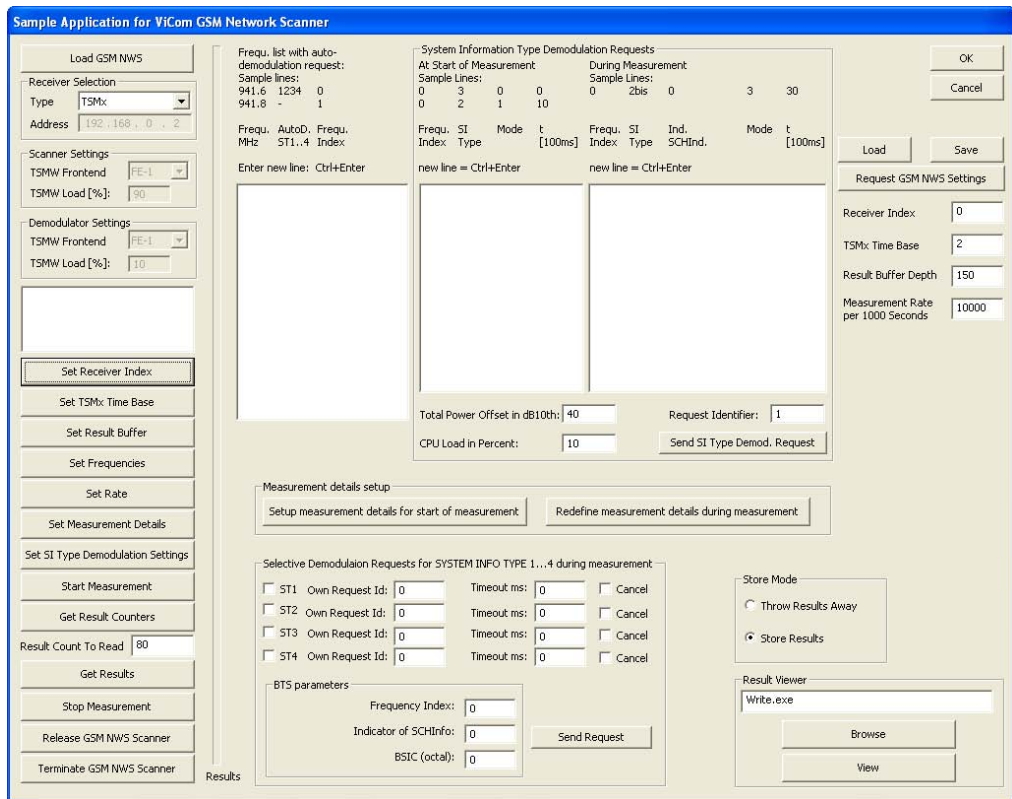 Sample Application for ViCom GSM Network Scanner
Load GSM NWS
Receiver Selection
Type TSMx
Address 192 . 168 . 0 . 2
Scanner Settings
TSMW Frontend FE-1
TSMW Load [%]: 90
Demodulator Settings
TSMW Frontend FE-1
TSMW Load [%]: 10
Set Receiver Index
Set TSMx Time Base
Set Result Buffer
Set Frequencies
Set Rate
Set Measurement Details
Set SI Type Demodulation Settings
Start Measurement
Get Result Counters
Result Count To Read 80
Get Results
Stop Measurement
Release GSM NWS Scanner
Terminate GSM NWS Scanner
Results
Frequ. list with auto-
demodulation request:
Sample lines:
941.6 1234 0
941.8 - 1
Frequ. AutoD. Frequ.
MHz ST1..4 Index
Enter new line: Ctrl+Enter
System Information Type Demodulation Requests
At Start of Measurement
Sample Lines:
0 3 0 0
0 2 1 10
Frequ. SI Mode t
Index Type [100ms]
new line = Ctrl+Enter
During Measurement
Sample Lines:
0 2bis 0 3 30
Frequ. SI Ind. Mode t
Index Type SCHInd. [100ms]
new line = Ctrl+Enter
Total Power Offset in dB10th: 40
Request Identifier: 1
CPU Load in Percent: 10
Send SI Type Demod. Request
Measurement details setup
Setup measurement details for start of measurement
Redefine measurement details during measurement
Selective Demodulaion Requests for SYSTEM INFO TYPE 1...4 during measurement
ST1 Own Request Id: 0 Timeout ms: 0 Cancel
ST2 Own Request Id: 0 Timeout ms: 0 Cancel
ST3 Own Request Id: 0 Timeout ms: 0 Cancel
ST4 Own Request Id: 0 Timeout ms: 0 Cancel
BTS parameters
Frequency Index: 0
Indicator of SCHInfo: 0
BSIC (octal): 0
Send Request
OK
Cancel
Load
Save
Request GSM NWS Settings
Receiver Index 0
TSMx Time Base 2
Result Buffer Depth 150
Measurement Rate
per 1000 Seconds 10000
Store Mode
Throw Results Away
Store Results
Result Viewer
Write.exe
Browse
View